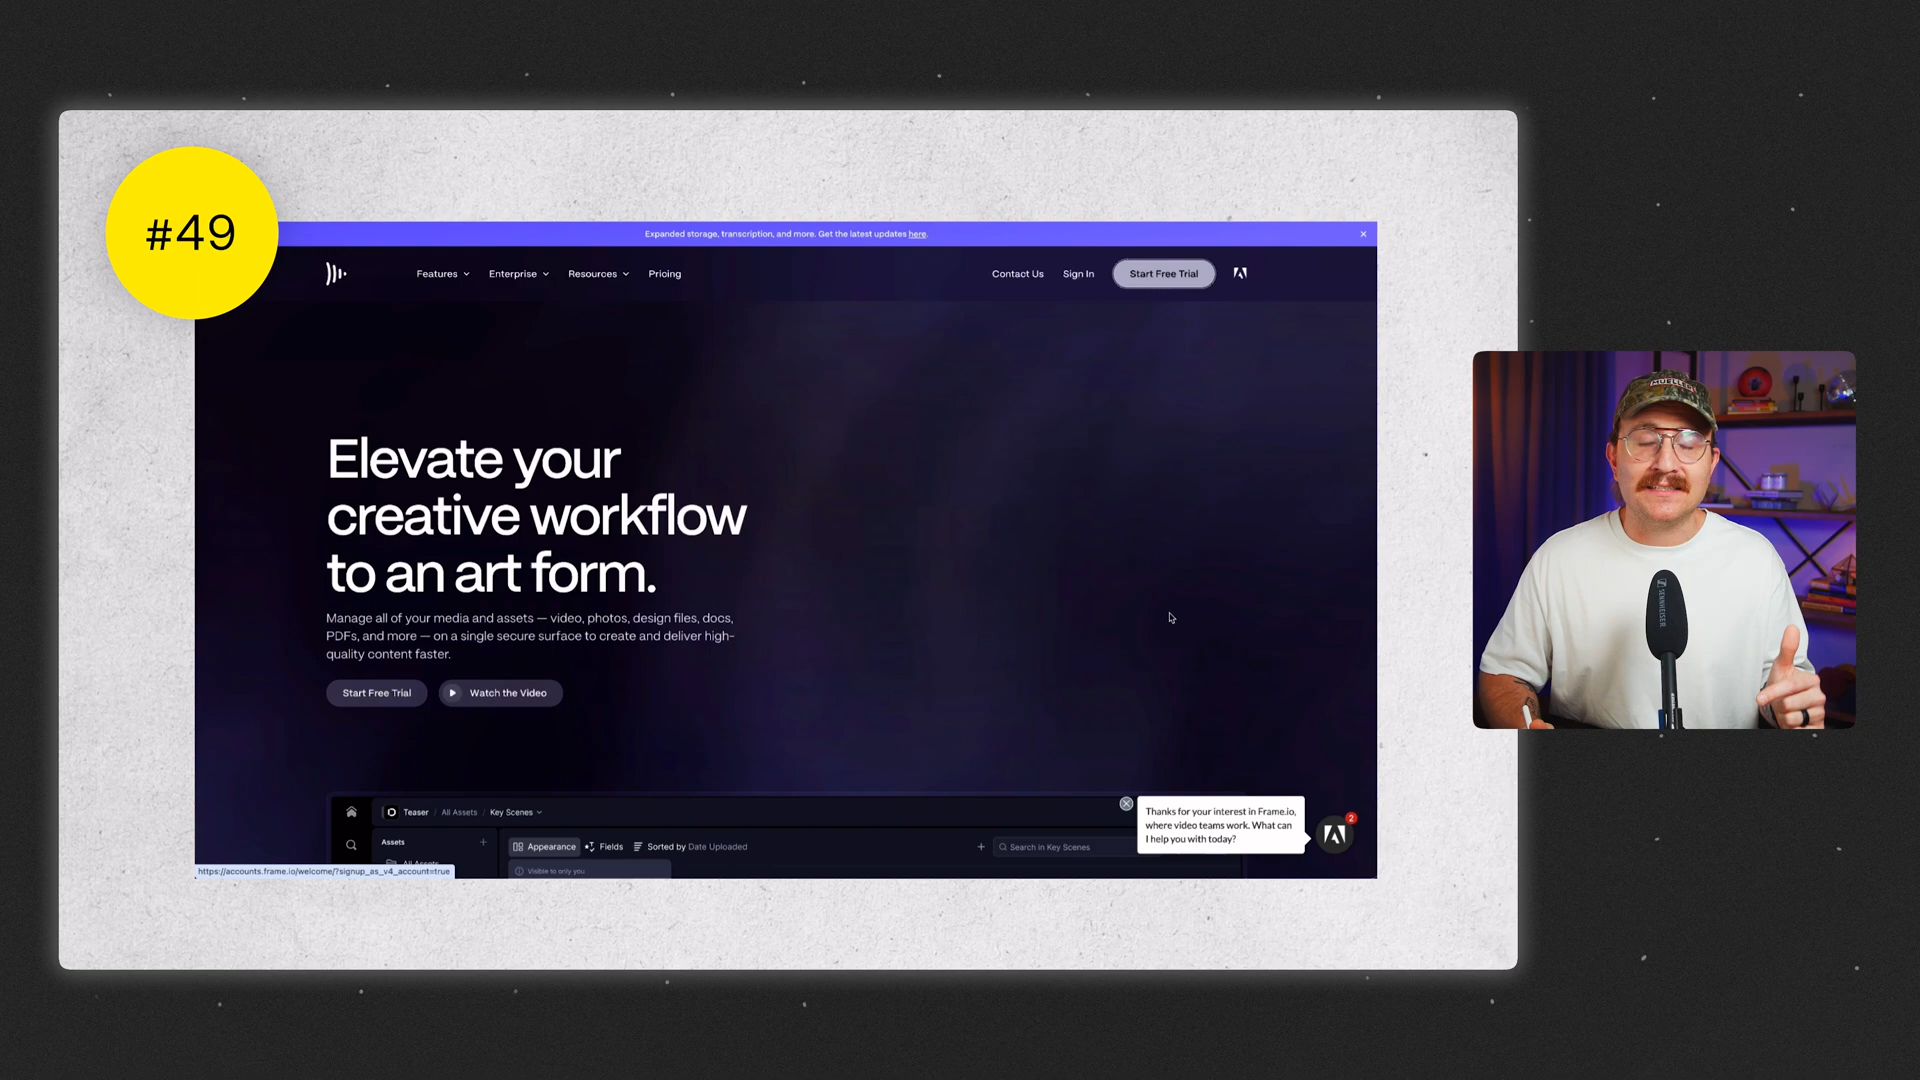 #49
Expanded storage, transcription, and more. Get the latest updates here.
Features Enterprise Resources Pricing Contact Us Sign In Start Free Trial
MUELLER
Elevate your
creative workflow
to an art form.
Manage all of your media and assets — video, photos, design files, docs,
PDFs, and more — on a single secure surface to create and deliver high-
quality content faster.
Start Free Trial Watch the Video
SENNHEISER
Teaser / All Assets / Key Scenes
Thanks for your interest in Frame.io,
where video teams work. What can
I help you with today?
2
Assets
Appearance Fields Sorted by Date Uploaded
Search in Key Scenes
All Assets
https://accounts.frame.io/welcome/?signup_as_v4_account=true
Visible to only you